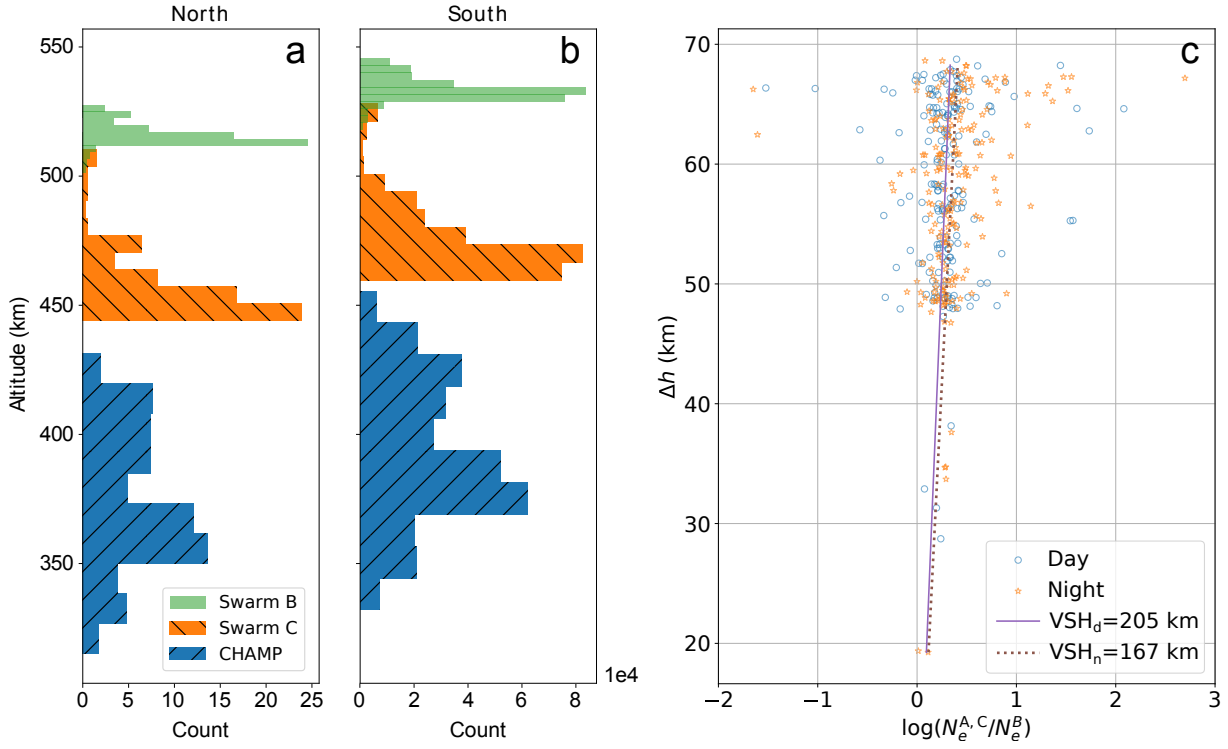 North
South
a
b
c
Altitude (km)
550
500
450
400
350
0
5
10
15
20
25
Count
Swarm B
Swarm C
CHAMP
0
2
4
6
8
1e4
Count
Δh (km)
70
60
50
40
30
20
−2
−1
0
1
2
3
log(N_e^{A, C}/N_e^B)
Day
Night
VSH_d=205 km
VSH_n=167 km